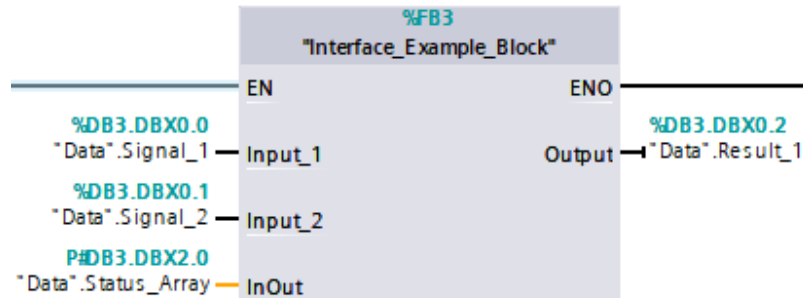 %FB3
"Interface_Example_Block"
EN ENO
%DB3.DBX0.0 %DB3.DBX0.2
"Data".Signal_1 Input_1 Output "Data".Result_1
%DB3.DBX0.1
"Data".Signal_2 Input_2
P#DB3.DBX2.0
"Data".Status_Array InOut